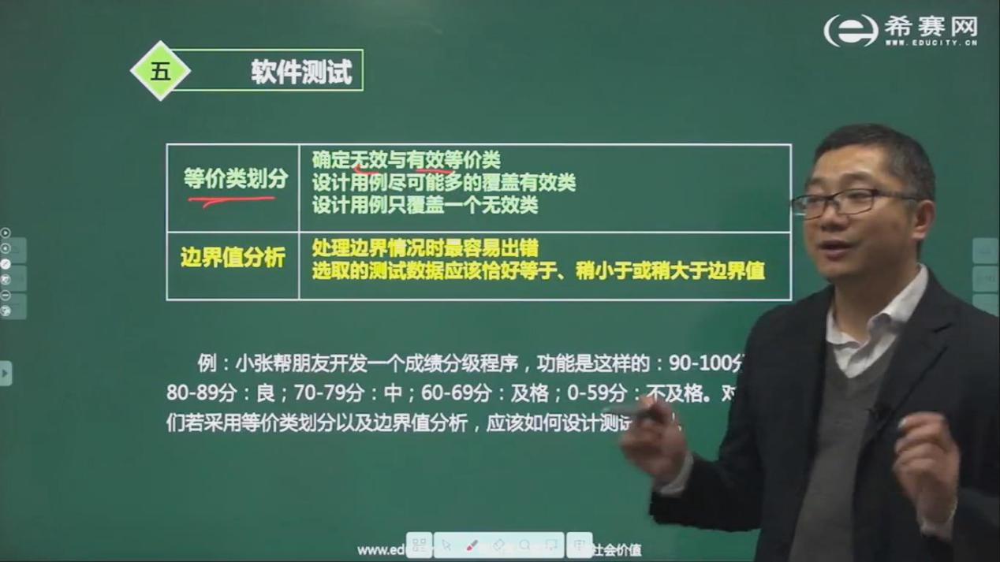 希赛网
WWW.EDUCITY.CN
五 软件测试
等价类划分
确定无效与有效等价类
设计用例尽可能多的覆盖有效类
设计用例只覆盖一个无效类
边界值分析
处理边界情况时最容易出错
选取的测试数据应该恰好等于、稍小于或稍大于边界值
例：小张帮朋友开发一个成绩分级程序，功能是这样的：90-100分
80-89分：良；70-79分：中；60-69分：及格；0-59分：不及格。对
们若采用等价类划分以及边界值分析，应该如何设计测试
www.edu 社会价值